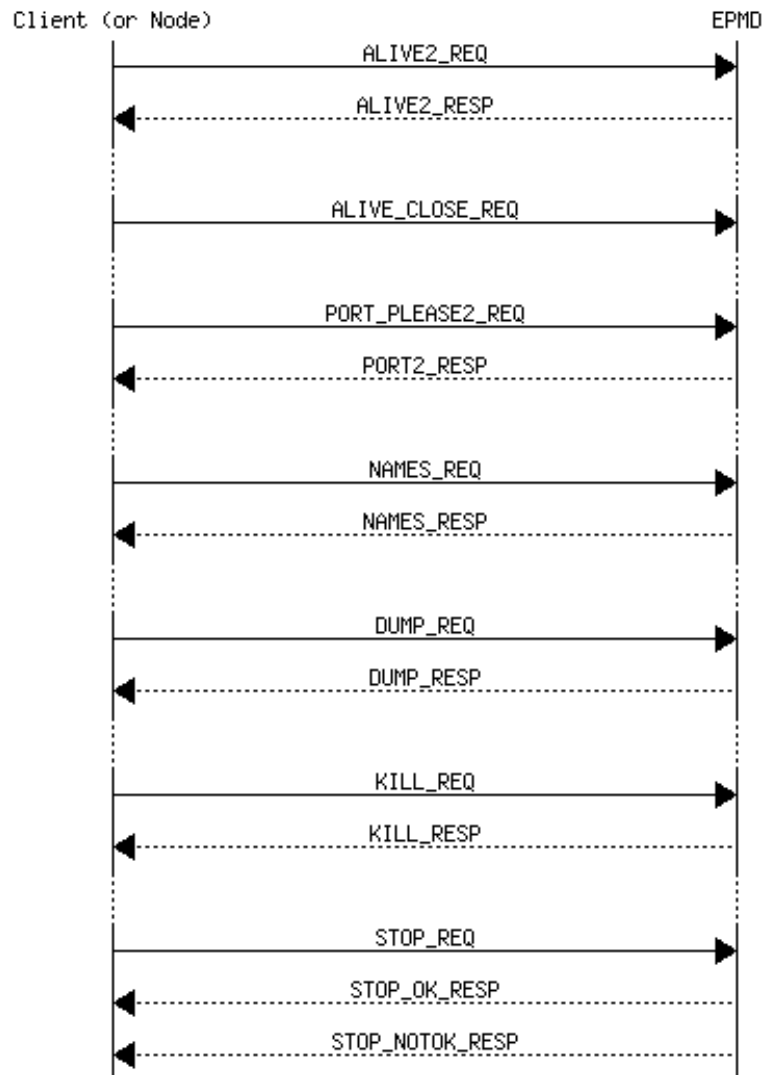 Client (or Node) EPMD
ALIVE2_REQ
ALIVE2_RESP
ALIVE_CLOSE_REQ
PORT_PLEASE2_REQ
PORT2_RESP
NAMES_REQ
NAMES_RESP
DUMP_REQ
DUMP_RESP
KILL_REQ
KILL_RESP
STOP_REQ
STOP_OK_RESP
STOP_NOTOK_RESP